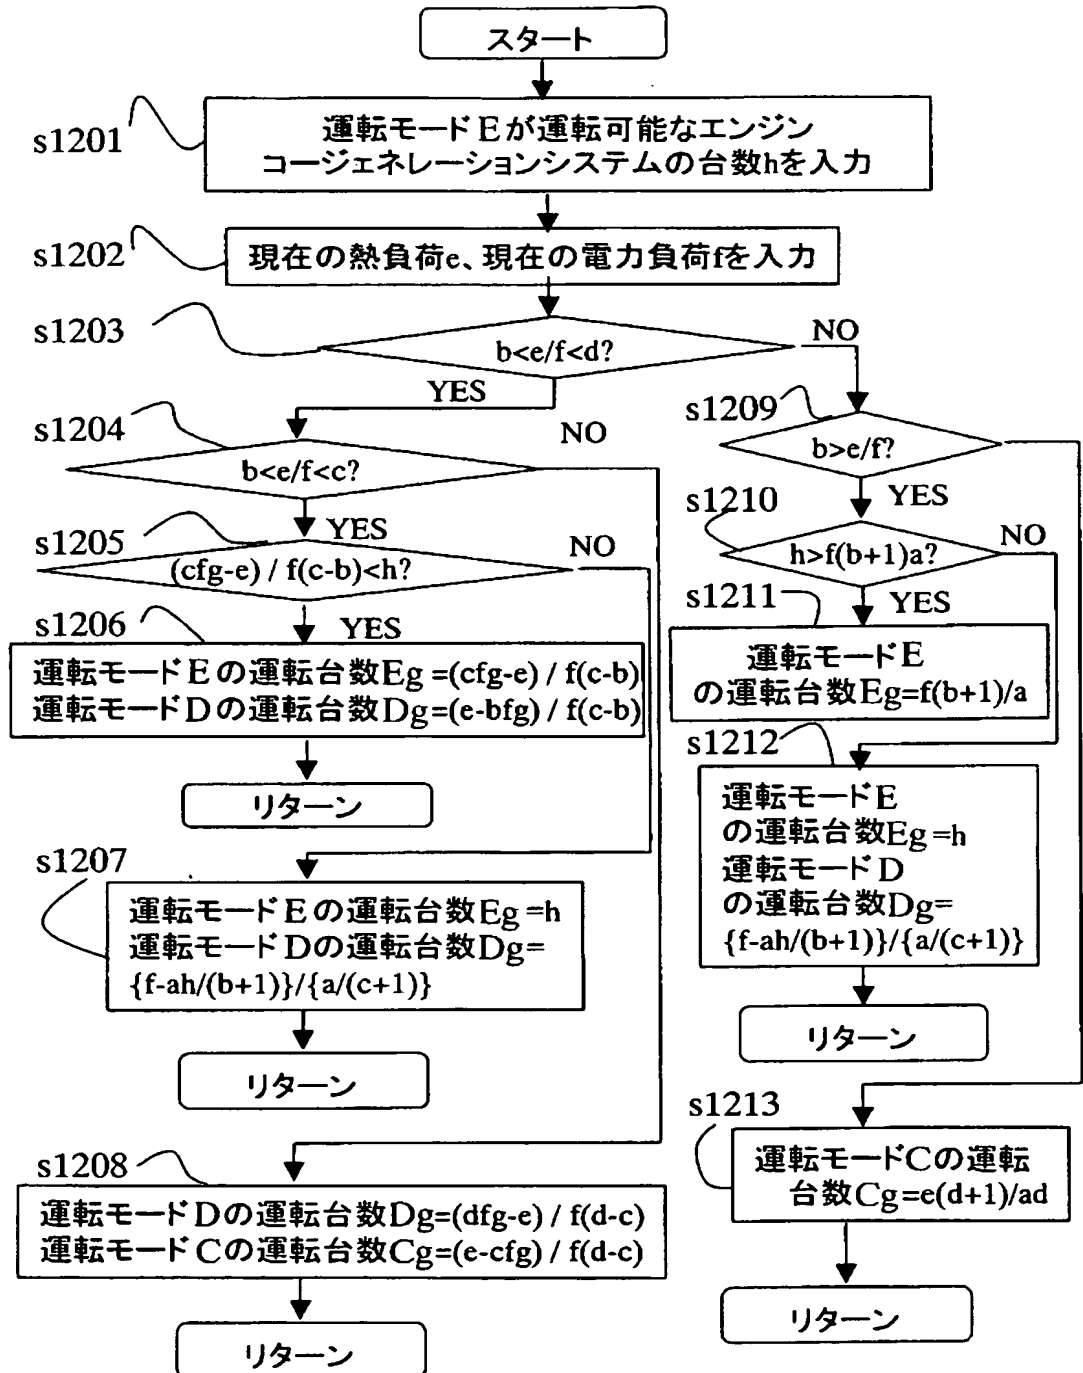 スタート
s1201
運転モードEが運転可能なエンジン
コージェネレーションシステムの台数hを入力
s1202
現在の熱負荷e、現在の電力負荷fを入力
s1203
b<e/f<d?
NO
YES
s1204
b<e/f<c?
NO
YES
s1205
(cfg-e) / f(c-b)<h?
NO
YES
s1206
運転モードEの運転台数Eg =(cfg-e) / f(c-b)
運転モードDの運転台数Dg=(e-bfg) / f(c-b)
リターン
s1207
運転モードEの運転台数Eg =h
運転モードDの運転台数Dg=
{f-ah/(b+1)}/{a/(c+1)}
リターン
s1208
運転モードDの運転台数Dg=(dfg-e) / f(d-c)
運転モードCの運転台数Cg=(e-cfg) / f(d-c)
リターン
s1209
b>e/f?
YES
s1210
h>f(b+1)a?
NO
YES
s1211
運転モードE
の運転台数Eg=f(b+1)/a
s1212
運転モードE
の運転台数Eg =h
運転モードD
の運転台数Dg=
{f-ah/(b+1)}/{a/(c+1)}
リターン
s1213
運転モードCの運転
台数Cg=e(d+1)/ad
リターン